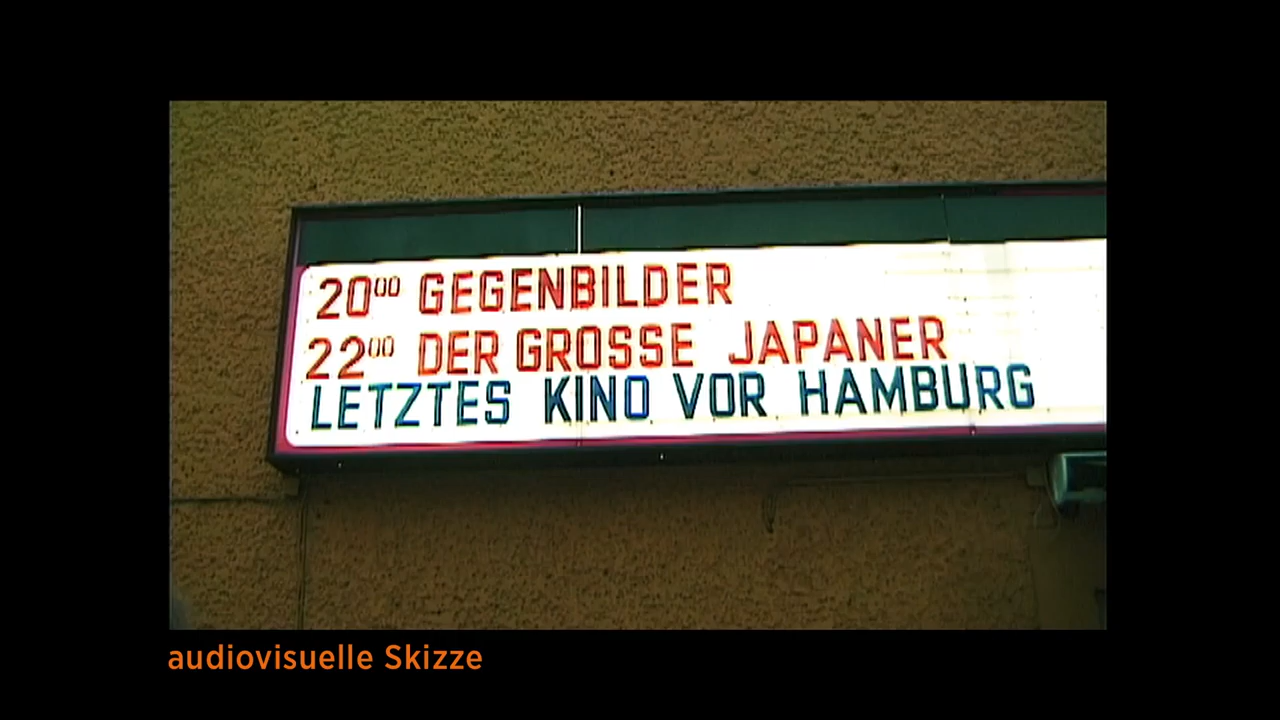 20⁰⁰ GEGENBILDER
22⁰⁰ DER GROSSE JAPANER
LETZTES KINO VOR HAMBURG
audiovisuelle Skizze